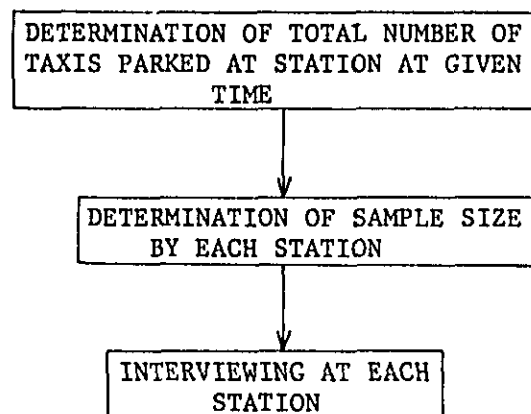 DETERMINATION OF TOTAL NUMBER OF
TAXIS PARKED AT STATION AT GIVEN
TIME
DETERMINATION OF SAMPLE SIZE
BY EACH STATION
INTERVIEWING AT EACH
STATION